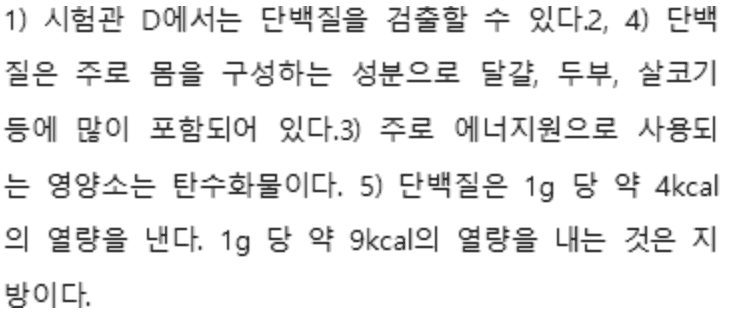 1) 시험관 D에서는 단백질을 검출할 수 있다.2, 4) 단백
질은 주로 몸을 구성하는 성분으로 달걀, 두부, 살코기
등에 많이 포함되어 있다.3) 주로 에너지원으로 사용되
는 영양소는 탄수화물이다. 5) 단백질은 1g 당 약 4kcal
의 열량을 낸다. 1g 당 약 9kcal의 열량을 내는 것은 지
방이다.